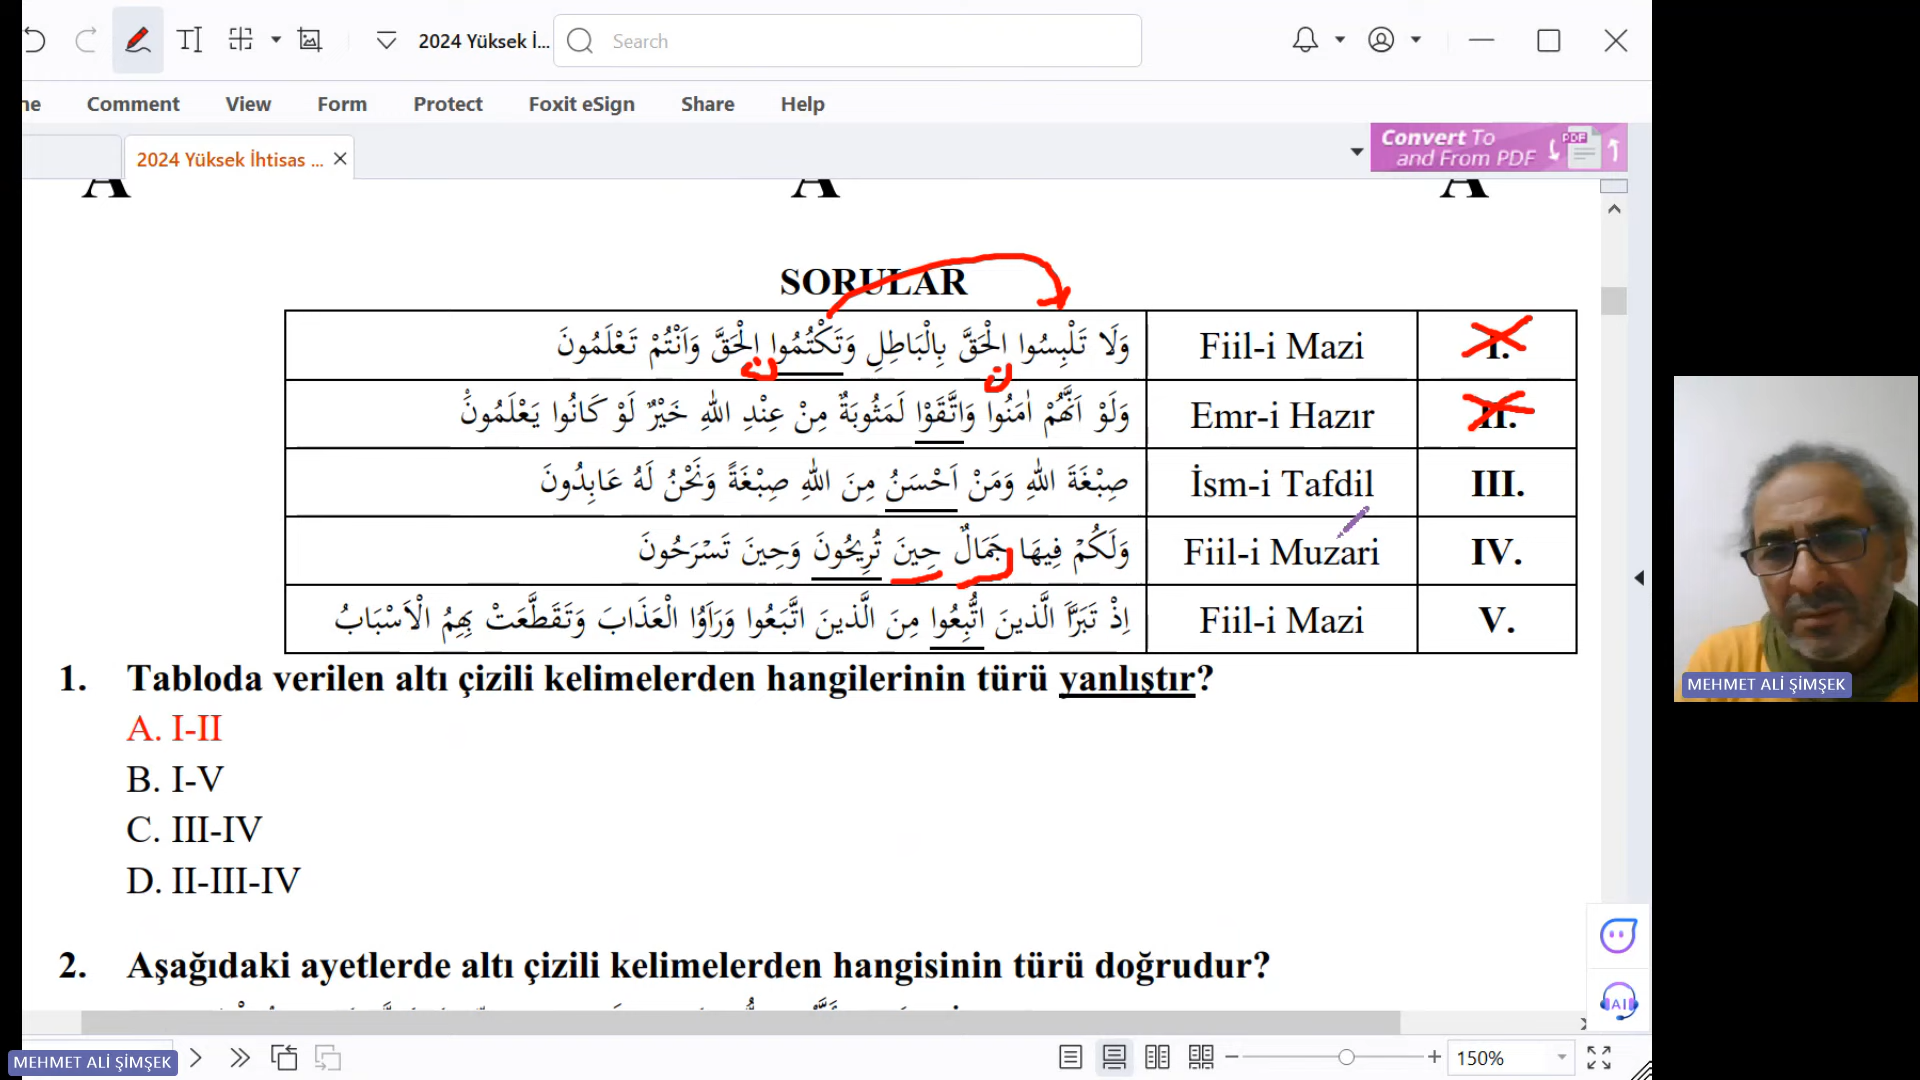 2024 Yüksek İ...
Search
Comment View Form Protect Foxit eSign Share Help
2024 Yüksek İhtisas ...
Convert To
and From PDF
PDF
A A A
SORULAR
وَلَا تَلْبِسُوا الْحَقَّ بِالْبَاطِلِ وَتَكْتُمُوا الْحَقَّ وَاَنْتُمْ تَعْلَمُونَ Fiil-i Mazi I.
وَلَوْ اَنَّهُمْ اٰمَنُوا وَاتَّقَوْا لَمَثُوبَةٌ مِنْ عِنْدِ اللّٰهِ خَيْرٌ لَوْ كَانُوا يَعْلَمُونَ Emr-i Hazır II.
صِبْغَةَ اللّٰهِ وَمَنْ اَحْسَنُ مِنَ اللّٰهِ صِبْغَةً وَنَحْنُ لَهُ عَابِدُونَ İsm-i Tafdil III.
وَلَكُمْ فِيهَا جَمَالٌ حِينَ تُرِيحُونَ وَحِينَ تَسْرَحُونَ Fiil-i Muzari IV.
اِذْ تَبَرَّاَ الَّذينَ اتُّبِعُوا مِنَ الَّذينَ اتَّبَعُوا وَرَاَوُا الْعَذَابَ وَتَقَطَّعَتْ بِهِمُ الْاَسْبَابُ Fiil-i Mazi V.
1. Tabloda verilen altı çizili kelimelerden hangilerinin türü yanlıştır?
A. I-II
B. I-V
C. III-IV
D. II-III-IV
2. Aşağıdaki ayetlerde altı çizili kelimelerden hangisinin türü doğrudur?
AI
150%
MEHMET ALİ ŞİMŞEK
MEHMET ALİ ŞİMŞEK